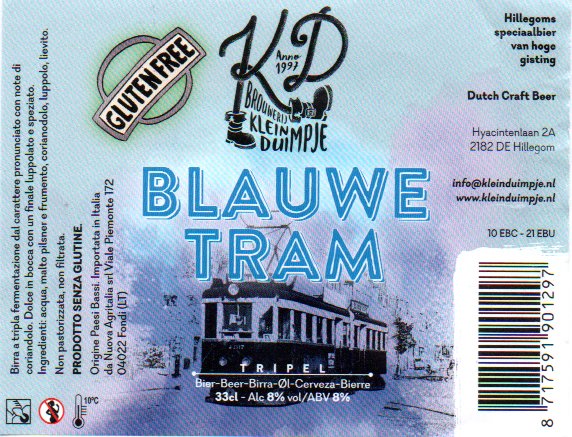 Birra a tripla fermentazione dal carattere pronunciato con note di
coriandolo. Dolce in bocca con un finale luppolato e speziato.
Ingredienti: acqua, malto pilsner e frumento, corianodolo, luppolo, lievito.
Non pastorizzata, non filtrata.
PRODOTTO SENZA GLUTINE.
Origine Paesi Bassi. Importata in Italia
da Nuova Agritalia srl Viale Piemonte 172
04022 Fondi (LT)
10°C
GLUTEN FREE
KD
Anno
1997
BROUWERIJ
KLEIN
DUIMPJE
BLAUWE
TRAM
TRIPEL
Bier-Beer-Birra-Øl-Cerveza-Bierre
33cl - Alc 8% vol/ABV 8%
Hillegoms
speciaalbier
van hoge
gisting
Dutch Craft Beer
Hyacintenlaan 2A
2182 DE Hillegom
info@kleinduimpje.nl
www.kleinduimpje.nl
10 EBC - 21 EBU
8 717591 901297